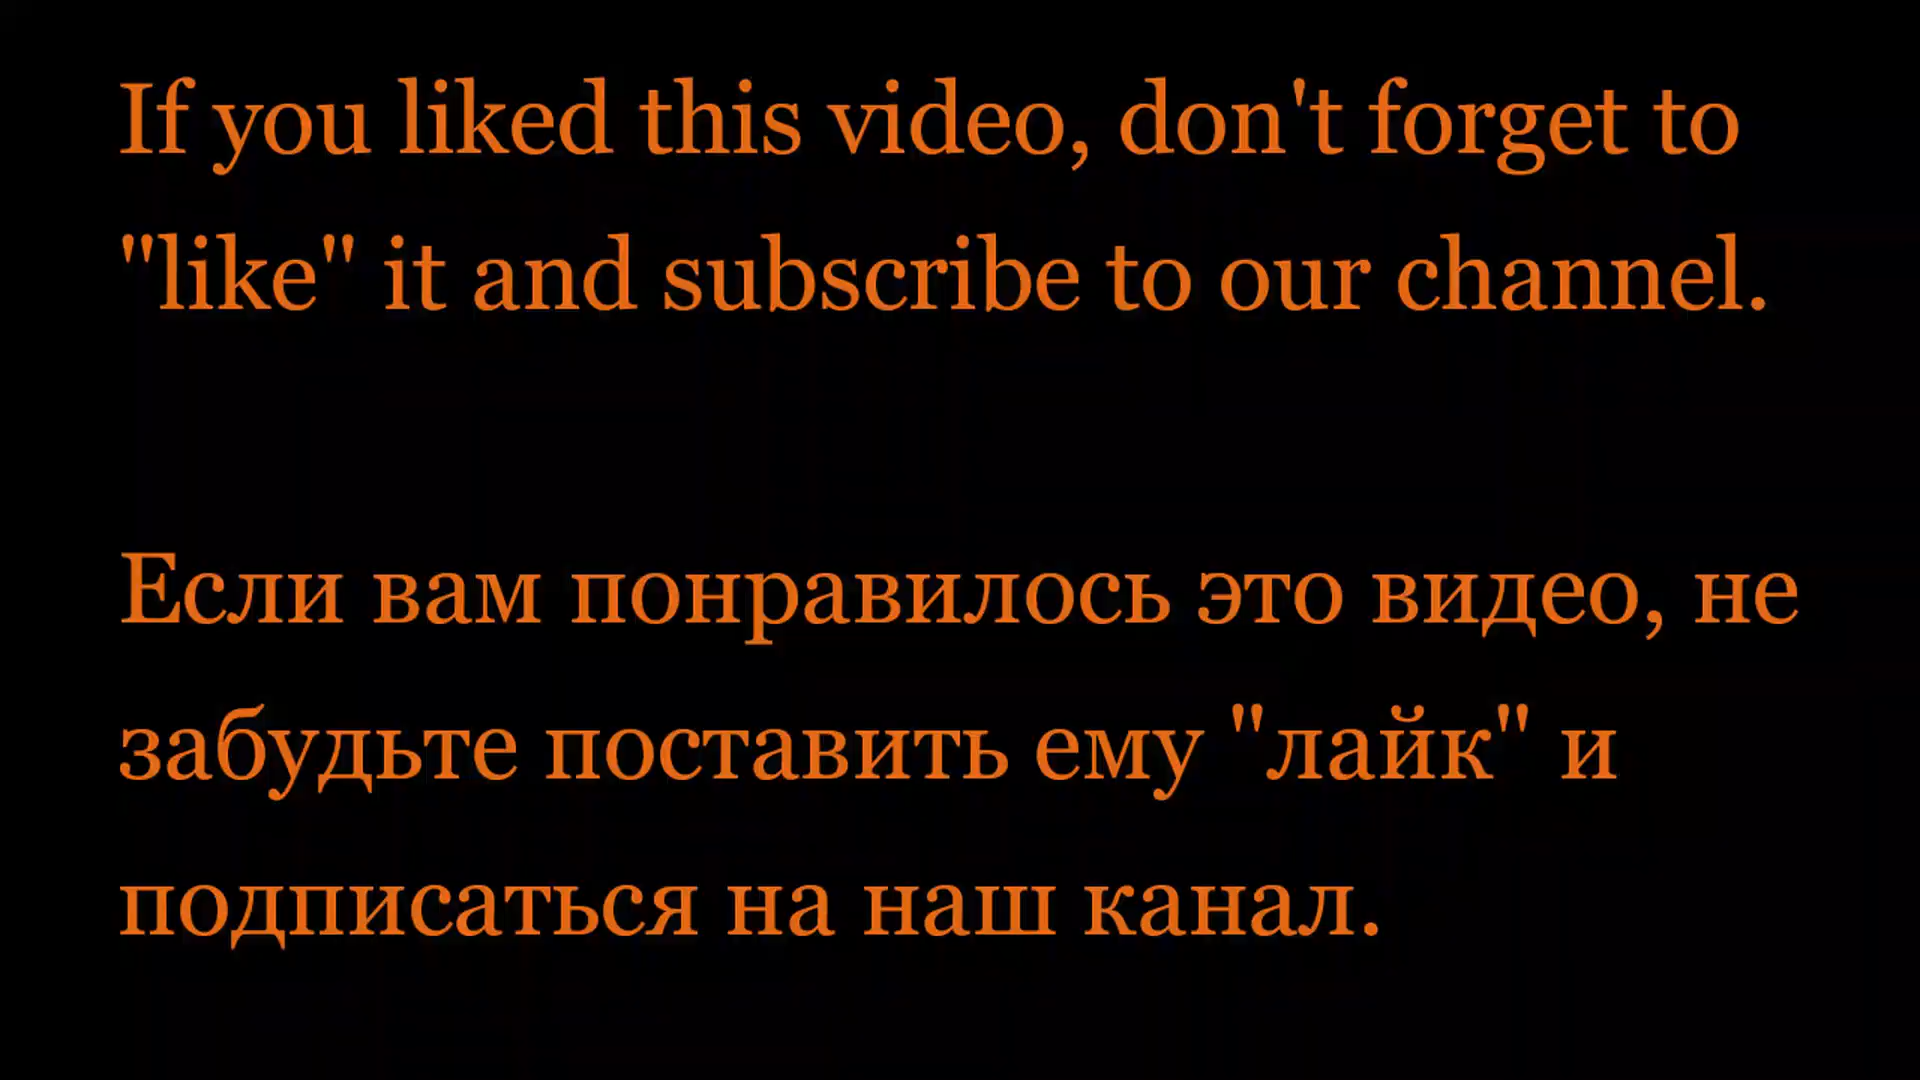 If you liked this video, don't forget to
"like" it and subscribe to our channel.
Если вам понравилось это видео, не
забудьте поставить ему "лайк" и
подписаться на наш канал.